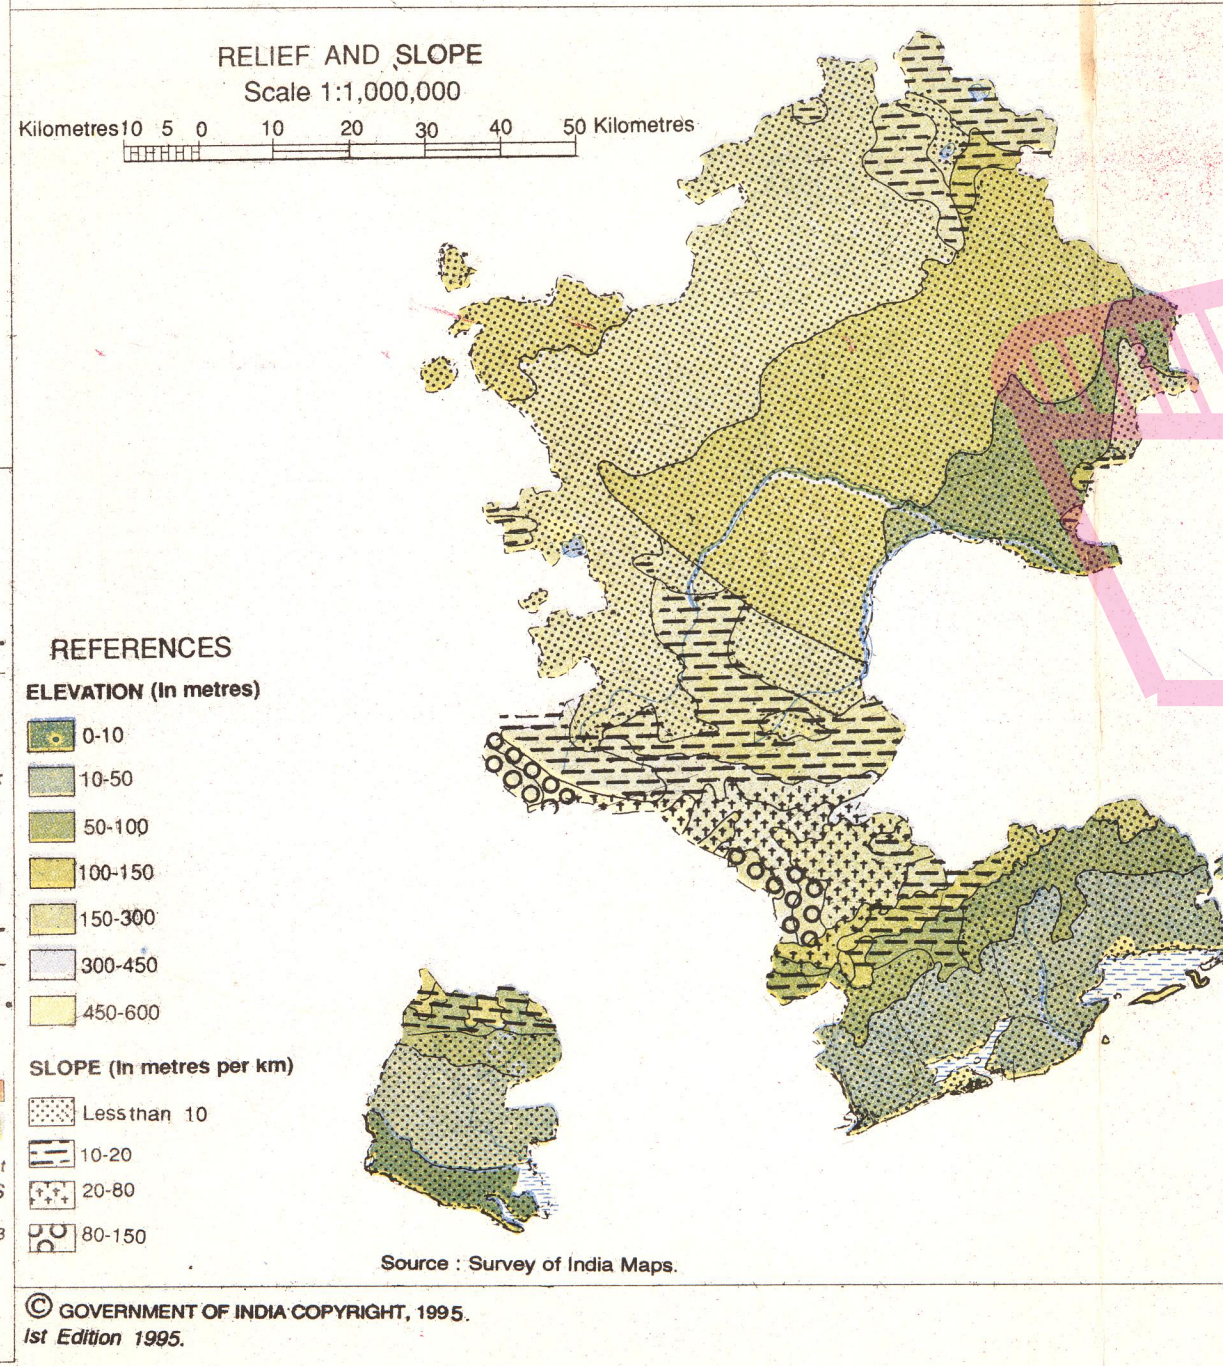 RELIEF AND SLOPE
Scale 1:1,000,000
Kilometres 10 5 0 10 20 30 40 50 Kilometres
REFERENCES
ELEVATION (In metres)
0-10
10-50
50-100
100-150
150-300
300-450
450-600
SLOPE (In metres per km)
Less than 10
10-20
20-80
80-150
Source : Survey of India Maps.
© GOVERNMENT OF INDIA COPYRIGHT, 1995.
Ist Edition 1995.